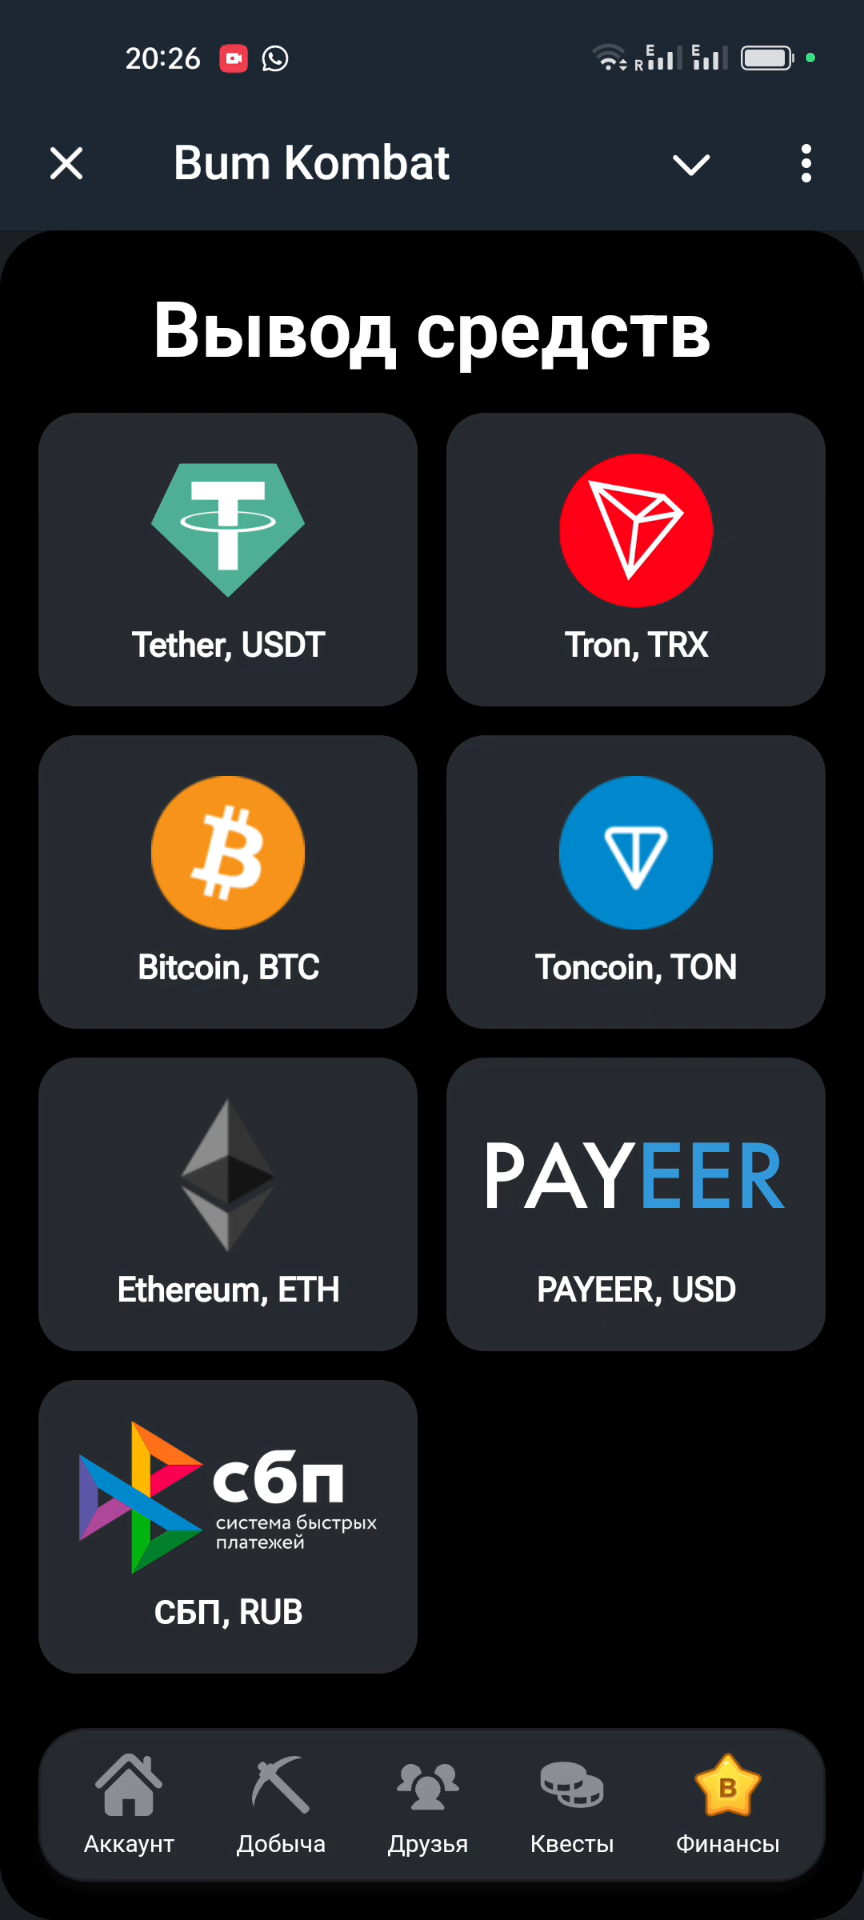 20:26
R E E
Bum Kombat
Вывод средств
Tether, USDT
Tron, TRX
Bitcoin, BTC
Toncoin, TON
Ethereum, ETH
PAYEER
PAYEER, USD
сбп
система быстрых
платежей
СБП, RUB
Аккаунт
Добыча
Друзья
Квесты
B
Финансы